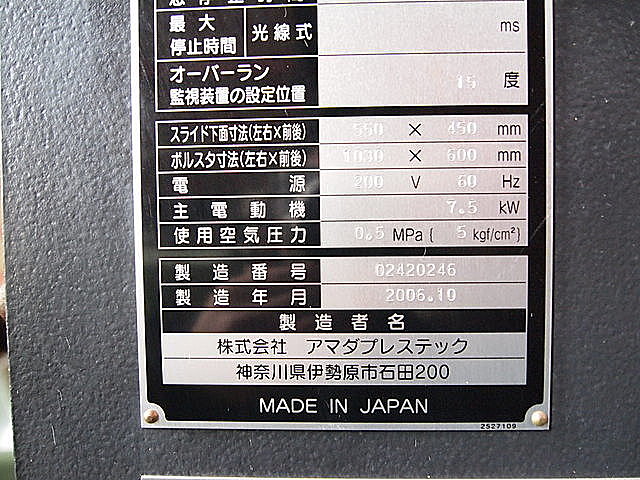 最大 光線式 ms
停止時間
オーバーラン
監視装置の設定位置 15 度
スライド下面寸法(左右×前後) 550 × 450 mm
ボルスタ寸法(左右×前後) 1030 × 600 mm
電源 200 V 60 Hz
主電動機 7.5 kW
使用空気圧力 0.5 MPa { 5 kgf/cm²}
製造番号 02420246
製造年月 2006.10
製造者名
株式会社 アマダプレステック
神奈川県伊勢原市石田200
MADE IN JAPAN
2527109